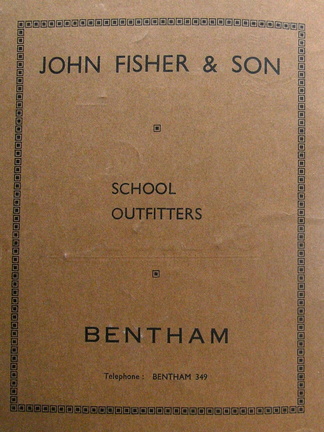 JOHN FISHER & SON
SCHOOL
OUTFITTERS
BENTHAM
Telephone : BENTHAM 349